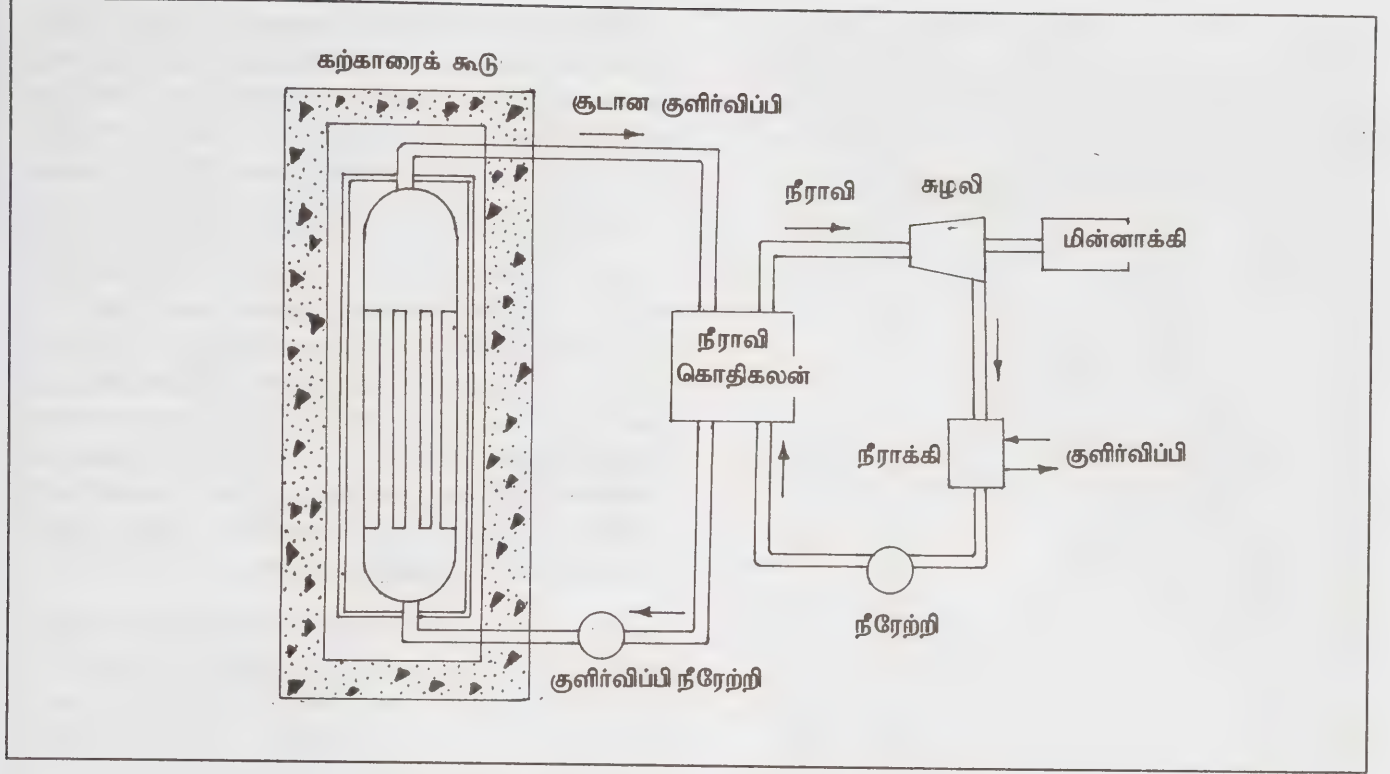 கற்காரைக் கூடு
சூடான குளிர்விப்பி
நீராவி
சுழலி
மின்னாக்கி
நீராவி
கொதிகலன்
நீராக்கி
குளிர்விப்பி
நீரேற்றி
குளிர்விப்பி நீரேற்றி